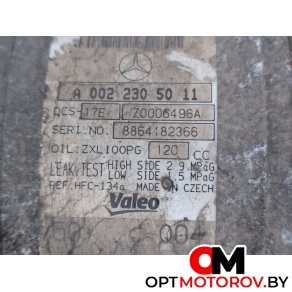 A 002 230 50 11
DCS-17E Z0006496A
SERI.NO. 8864182366
OIL:ZXL100PG 120 CC
LEAK TEST HIGH SIDE 2.9 MPaG
LOW SIDE 1.5 MPaG
REF.HFC-134a MADE IN CZECH
Valeo
ОПТМОТОРОВ.BY